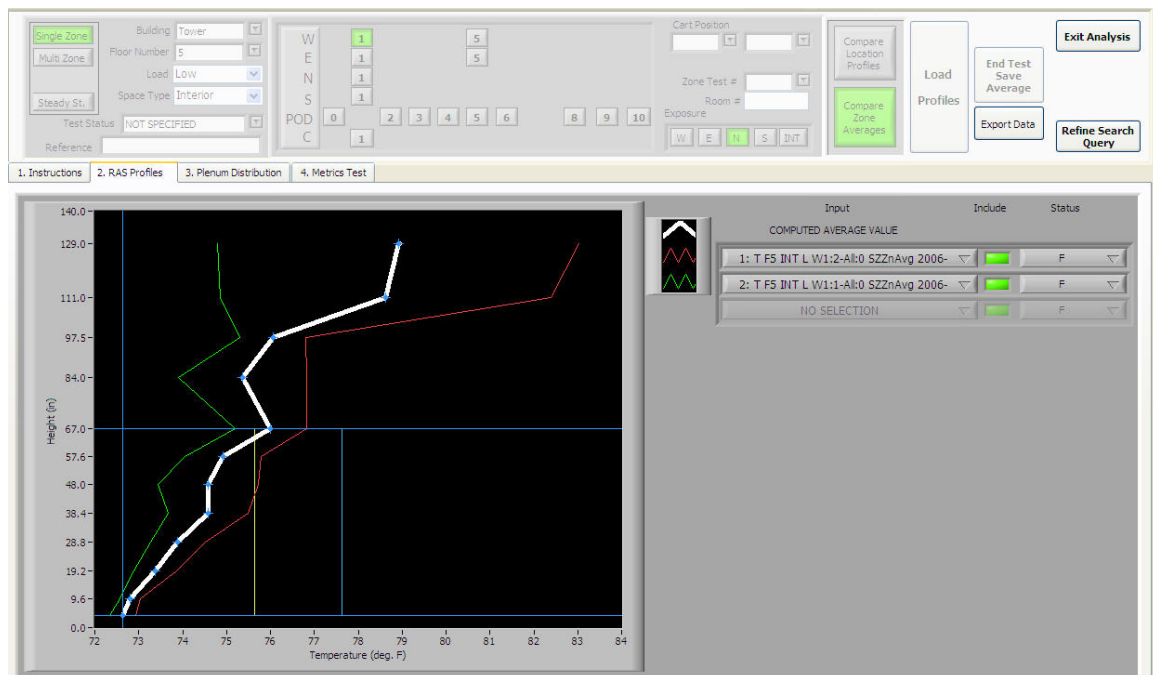 Single Zone
Multi Zone
Steady St.
Building Tower
Floor Number 5
Load Low
Space Type Interior
Test Status NOT SPECIFIED
Reference
W 1 5
E 1 5
N 1
S 1
POD 0 2 3 4 5 6 8 9 10
C 1
Cart Position
Zone Test #
Room #
Exposure
W E N S INT
Compare
Location
Profiles
Compare
Zone
Averages
Load
Profiles
End Test
Save
Average
Export Data
Exit Analysis
Refine Search
Query
1. Instructions 2. RAS Profiles 3. Plenum Distribution 4. Metrics Test
140.0
129.0
111.0
97.5
84.0
67.0
57.6
48.0
38.4
28.8
19.2
9.6
0.0
Height (in)
72 73 74 75 76 77 78 79 80 81 82 83 84
Temperature (deg. F)
Input Include Status
COMPUTED AVERAGE VALUE
1: T F5 INT L W1:2-All:0 SZZnAvg 2006- F
2: T F5 INT L W1:1-All:0 SZZnAvg 2006- F
NO SELECTION F